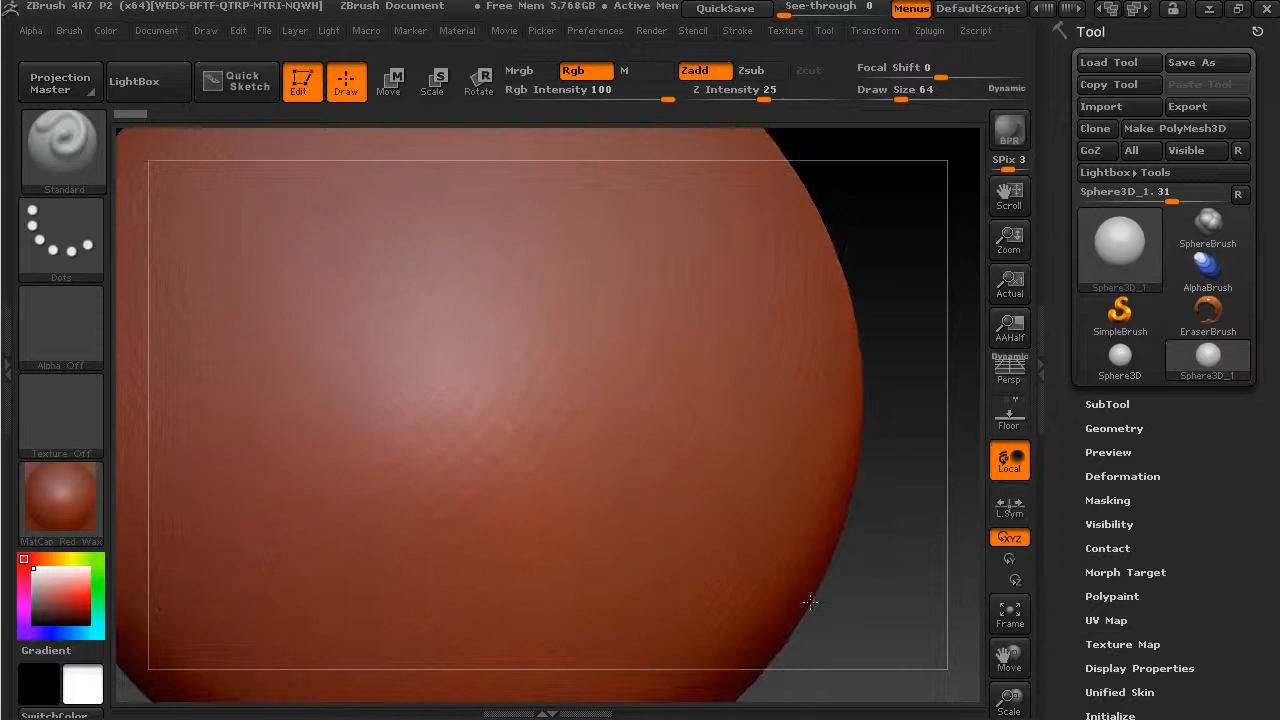 ZBrush 4R7 P2 (x64)[WEDS-BFTF-QTRP-MTRI-NQWH] ZBrush Document • Free Mem 5.768GB • Active Mem QuickSave See-through 0 Menus DefaultZScript
Alpha Brush Color Document Draw Edit File Layer Light Macro Marker Material Movie Picker Preferences Render Stencil Stroke Texture Tool Transform Zplugin Zscript
Projection Master
LightBox
Quick Sketch
Edit
Draw
Move
Scale
Rotate
Mrgb Rgb M
Rgb Intensity 100
Zadd Zsub Zcut
Z Intensity 25
Focal Shift 0
Draw Size 64
Dynamic
Standard
Dots
Alpha Off
Texture Off
MatCap Red Wax
Gradient
SwitchColor
BPR
SPix 3
Scroll
Zoom
Actual
AAHalf
Dynamic
Persp
Floor
Local
L.Sym
XYZ
Y
Z
Frame
Move
Scale
Tool
Load Tool Save As
Copy Tool Paste Tool
Import Export
Clone Make PolyMesh3D
GoZ All Visible R
Lightbox▸Tools
Sphere3D_1. 31 R
Sphere3D_1
SphereBrush
AlphaBrush
SimpleBrush
EraserBrush
Sphere3D
Sphere3D_1
SubTool
Geometry
Preview
Deformation
Masking
Visibility
Contact
Morph Target
Polypaint
UV Map
Texture Map
Display Properties
Unified Skin
Initialize